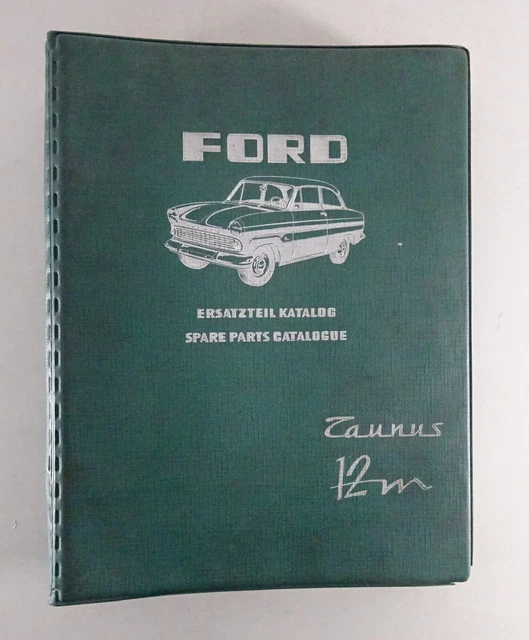 FORD
ERSATZTEIL KATALOG
SPARE PARTS CATALOGUE
Taunus
12m